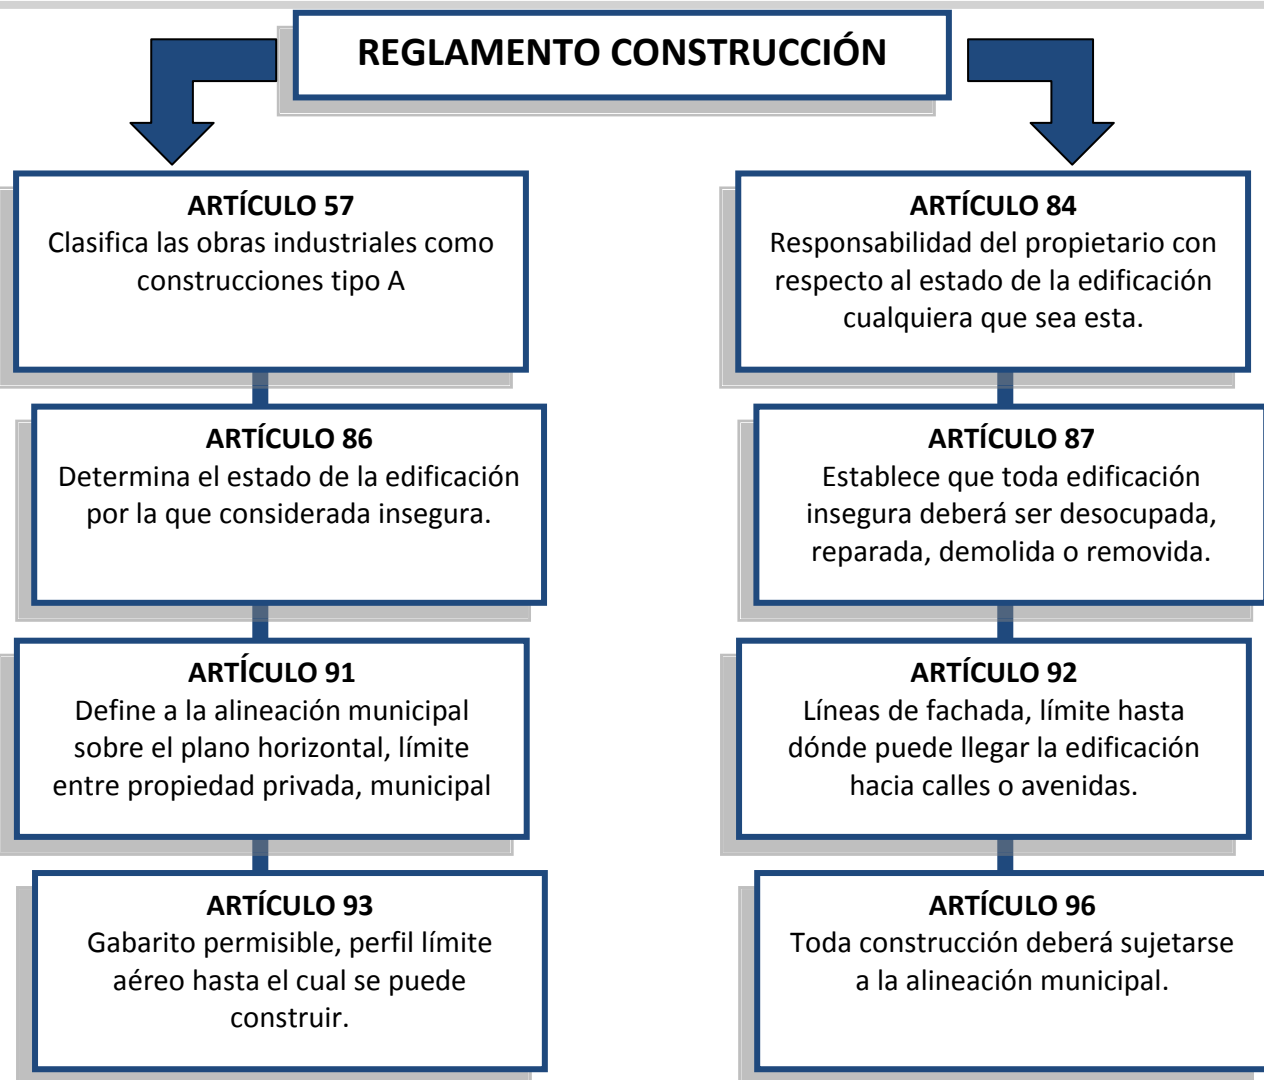 REGLAMENTO CONSTRUCCIÓN
ARTÍCULO 57
Clasifica las obras industriales como
construcciones tipo A
ARTÍCULO 84
Responsabilidad del propietario con
respecto al estado de la edificación
cualquiera que sea esta.
ARTÍCULO 86
Determina el estado de la edificación
por la que considerada insegura.
ARTÍCULO 87
Establece que toda edificación
insegura deberá ser desocupada,
reparada, demolida o removida.
ARTÍCULO 91
Define a la alineación municipal
sobre el plano horizontal, límite
entre propiedad privada, municipal
ARTÍCULO 92
Líneas de fachada, límite hasta
dónde puede llegar la edificación
hacia calles o avenidas.
ARTÍCULO 93
Gabarito permisible, perfil límite
aéreo hasta el cual se puede
construir.
ARTÍCULO 96
Toda construcción deberá sujetarse
a la alineación municipal.